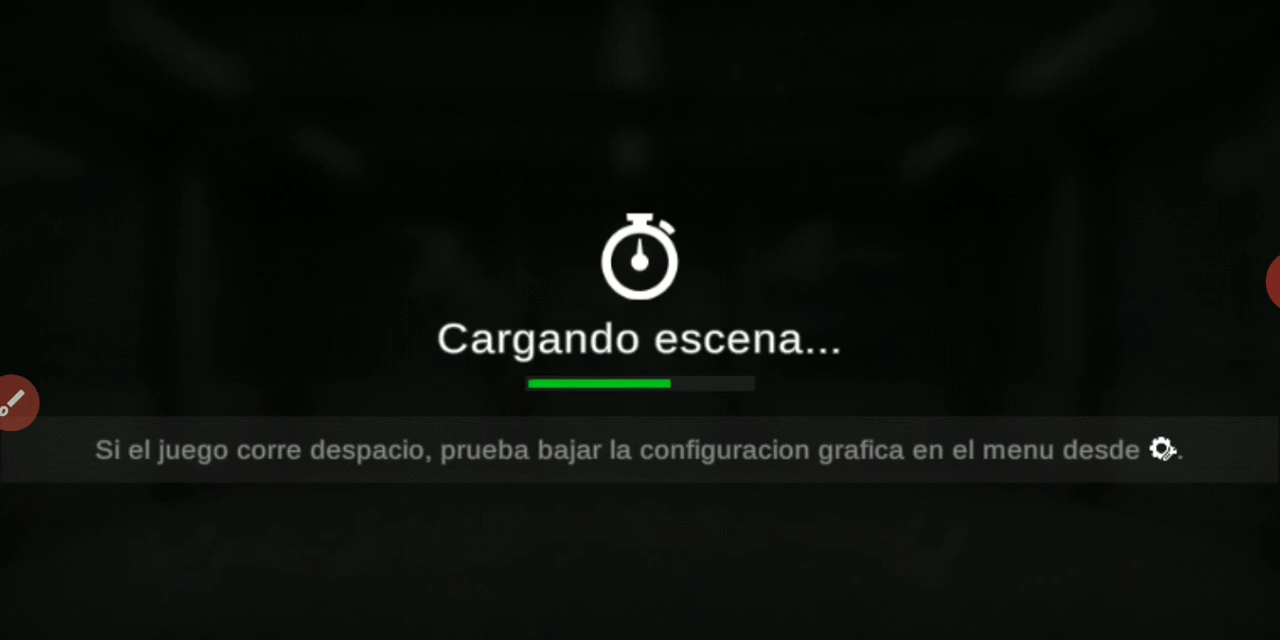 Cargando escena...
Si el juego corre despacio, prueba bajar la configuracion grafica en el menu desde .